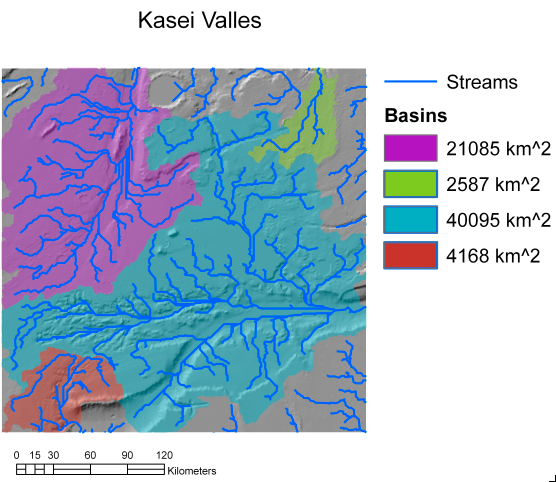 Kasei Valles
Streams
Basins
21085 km^2
2587 km^2
40095 km^2
4168 km^2
0 15 30 60 90 120
Kilometers